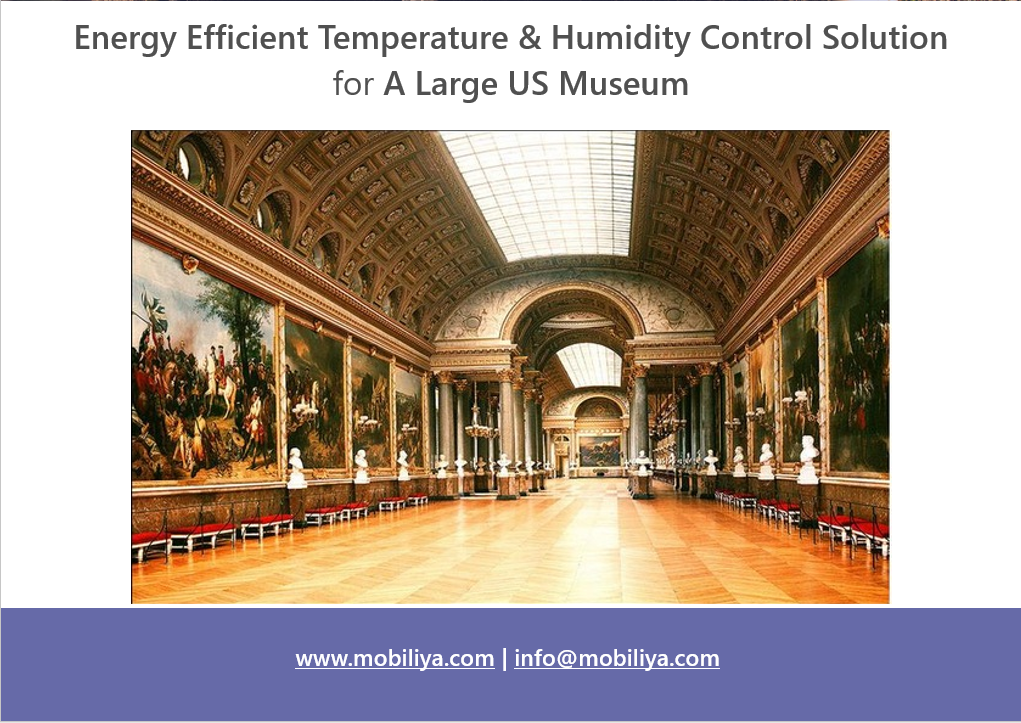 Energy Efficient Temperature & Humidity Control Solution
for A Large US Museum
www.mobiliya.com | info@mobiliya.com